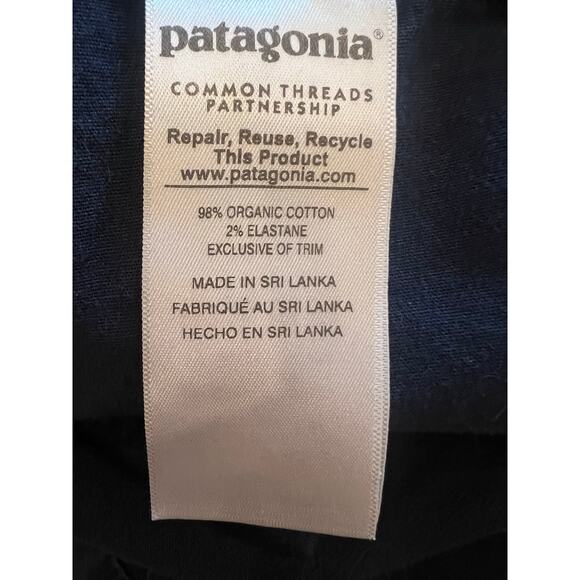 patagonia®
COMMON THREADS
PARTNERSHIP
Repair, Reuse, Recycle
This Product
www.patagonia.com
98% ORGANIC COTTON
2% ELASTANE
EXCLUSIVE OF TRIM
MADE IN SRI LANKA
FABRIQUÉ AU SRI LANKA
HECHO EN SRI LANKA